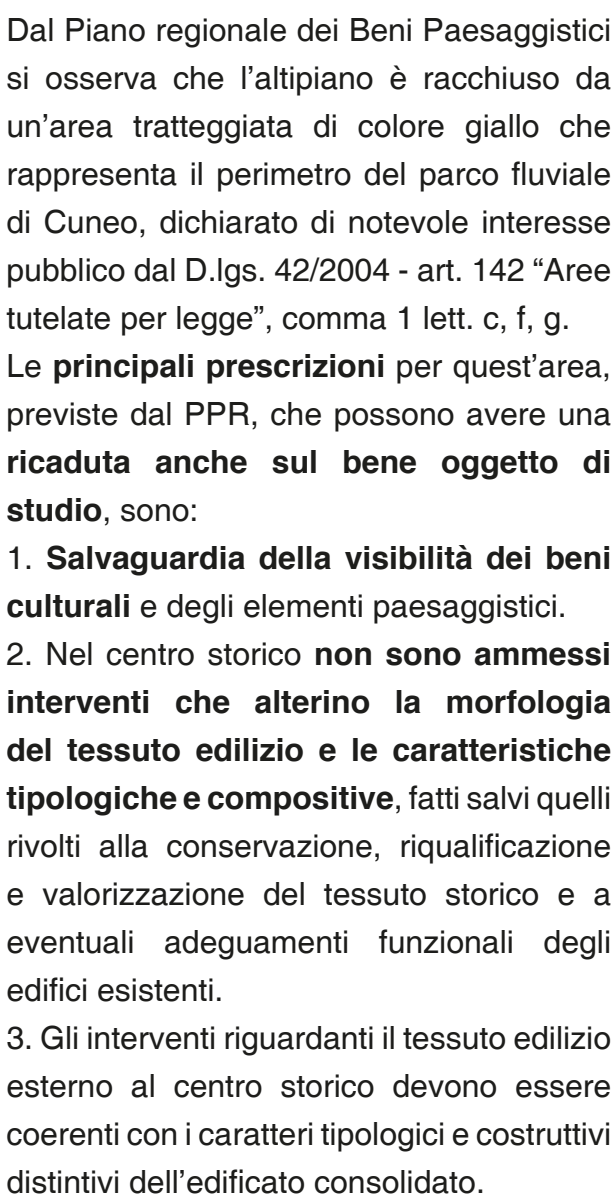 Dal Piano regionale dei Beni Paesaggistici
si osserva che l'altipiano è racchiuso da
un'area tratteggiata di colore giallo che
rappresenta il perimetro del parco fluviale
di Cuneo, dichiarato di notevole interesse
pubblico dal D.lgs. 42/2004 - art. 142 “Aree
tutelate per legge”, comma 1 lett. c, f, g.
Le principali prescrizioni per quest'area,
previste dal PPR, che possono avere una
ricaduta anche sul bene oggetto di
studio, sono:
1. Salvaguardia della visibilità dei beni
culturali e degli elementi paesaggistici.
2. Nel centro storico non sono ammessi
interventi che alterino la morfologia
del tessuto edilizio e le caratteristiche
tipologiche e compositive, fatti salvi quelli
rivolti alla conservazione, riqualificazione
e valorizzazione del tessuto storico e a
eventuali adeguamenti funzionali degli
edifici esistenti.
3. Gli interventi riguardanti il tessuto edilizio
esterno al centro storico devono essere
coerenti con i caratteri tipologici e costruttivi
distintivi dell'edificato consolidato.